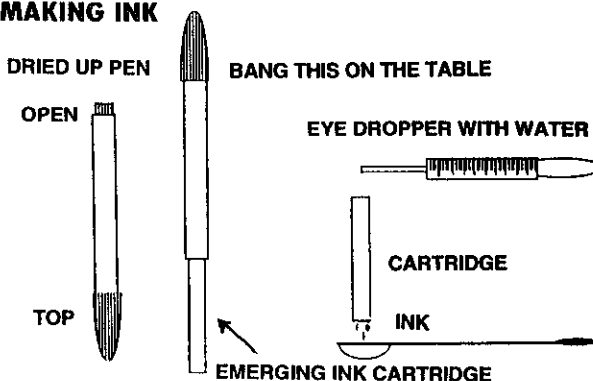 MAKING INK
DRIED UP PEN
BANG THIS ON THE TABLE
OPEN
EYE DROPPER WITH WATER
CARTRIDGE
TOP
INK
EMERGING INK CARTRIDGE